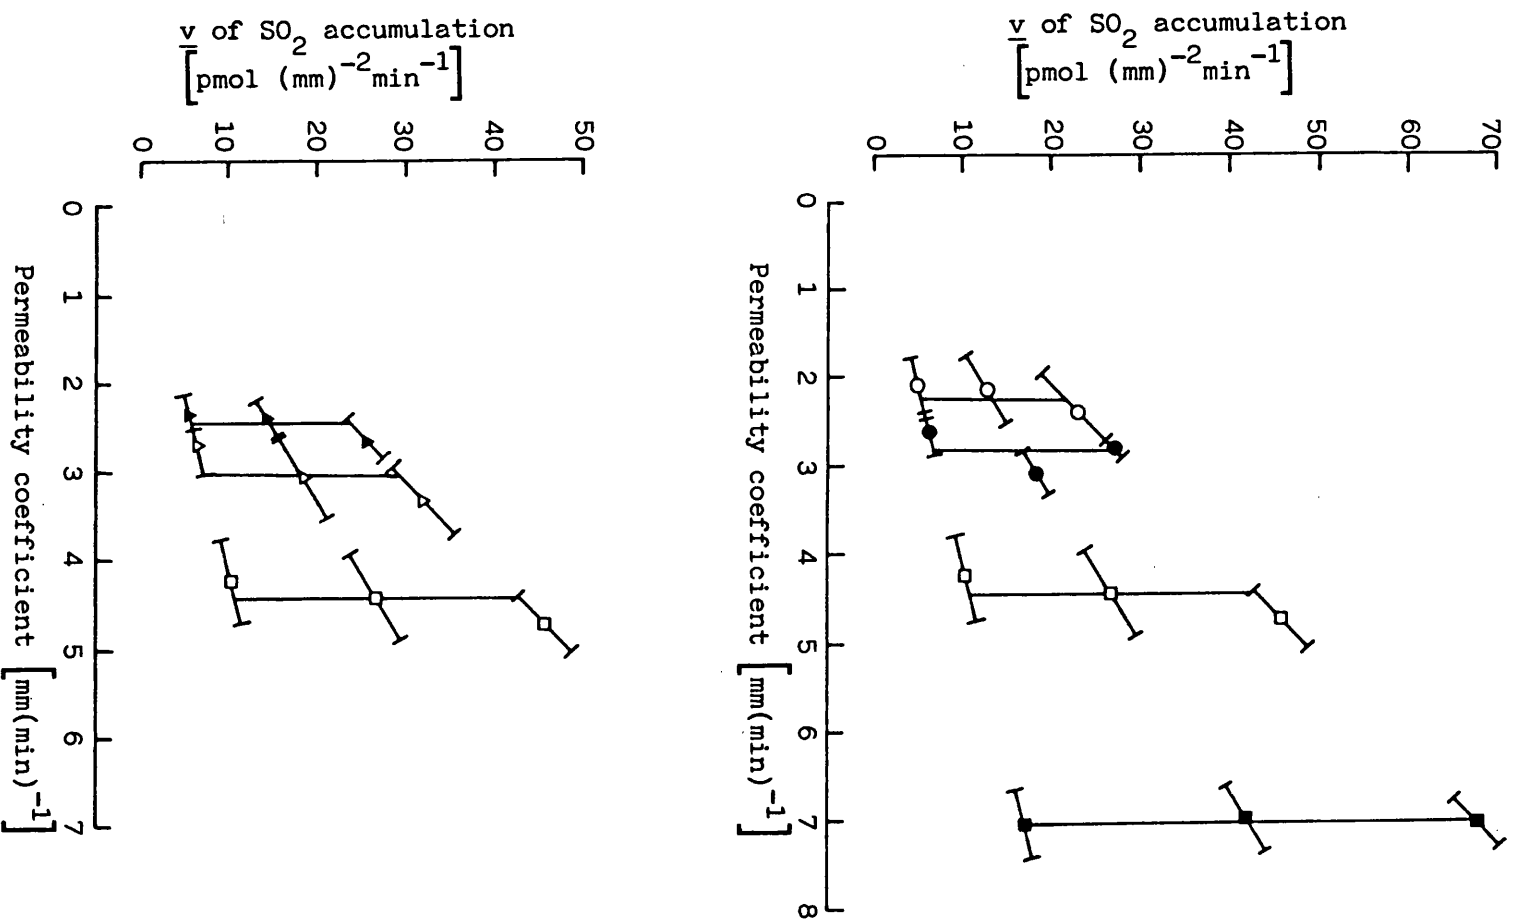 v of SO2 accumulation
[pmol (mm)-2min-1]
0 10 20 30 40 50
0 1 2 3 4 5 6 7
Permeability coefficient [mm(min)-1]
v of SO2 accumulation
[pmol (mm)-2min-1]
0 10 20 30 40 50 60 70
0 1 2 3 4 5 6 7 8
Permeability coefficient [mm(min)-1]